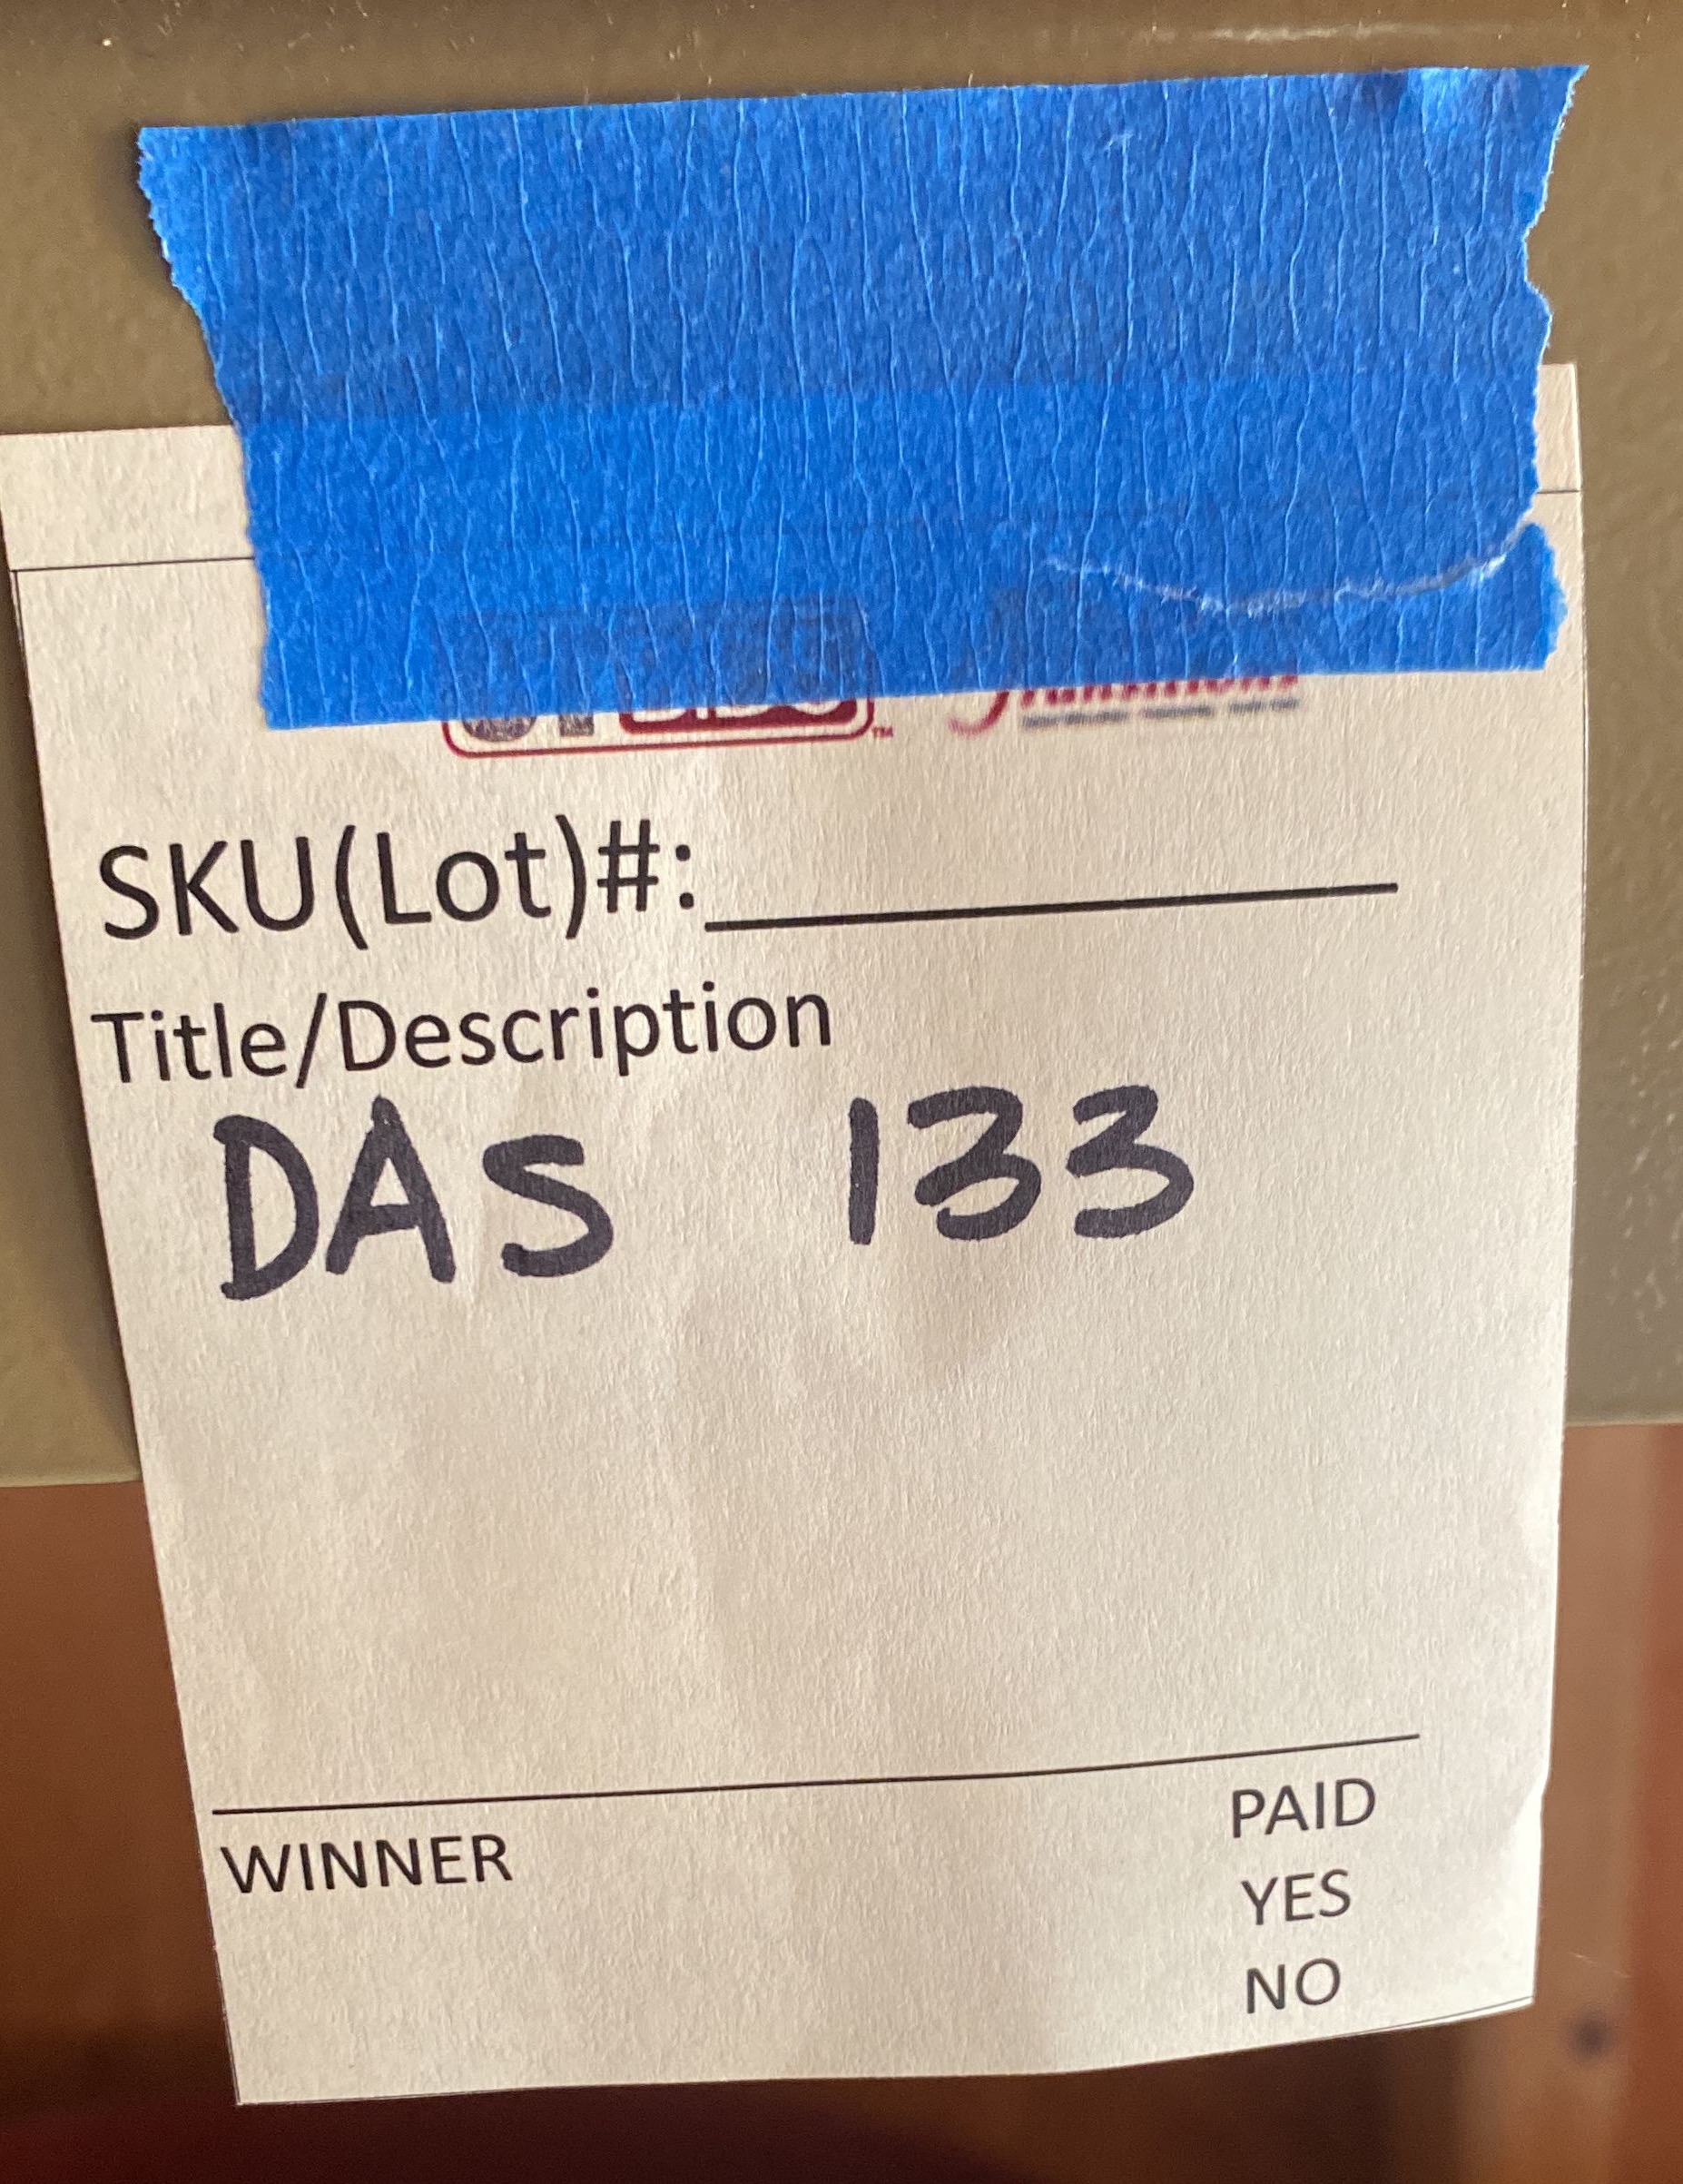 SKU(Lot)#:
Title/Description
DAS 133
WINNER
PAID
YES
NO